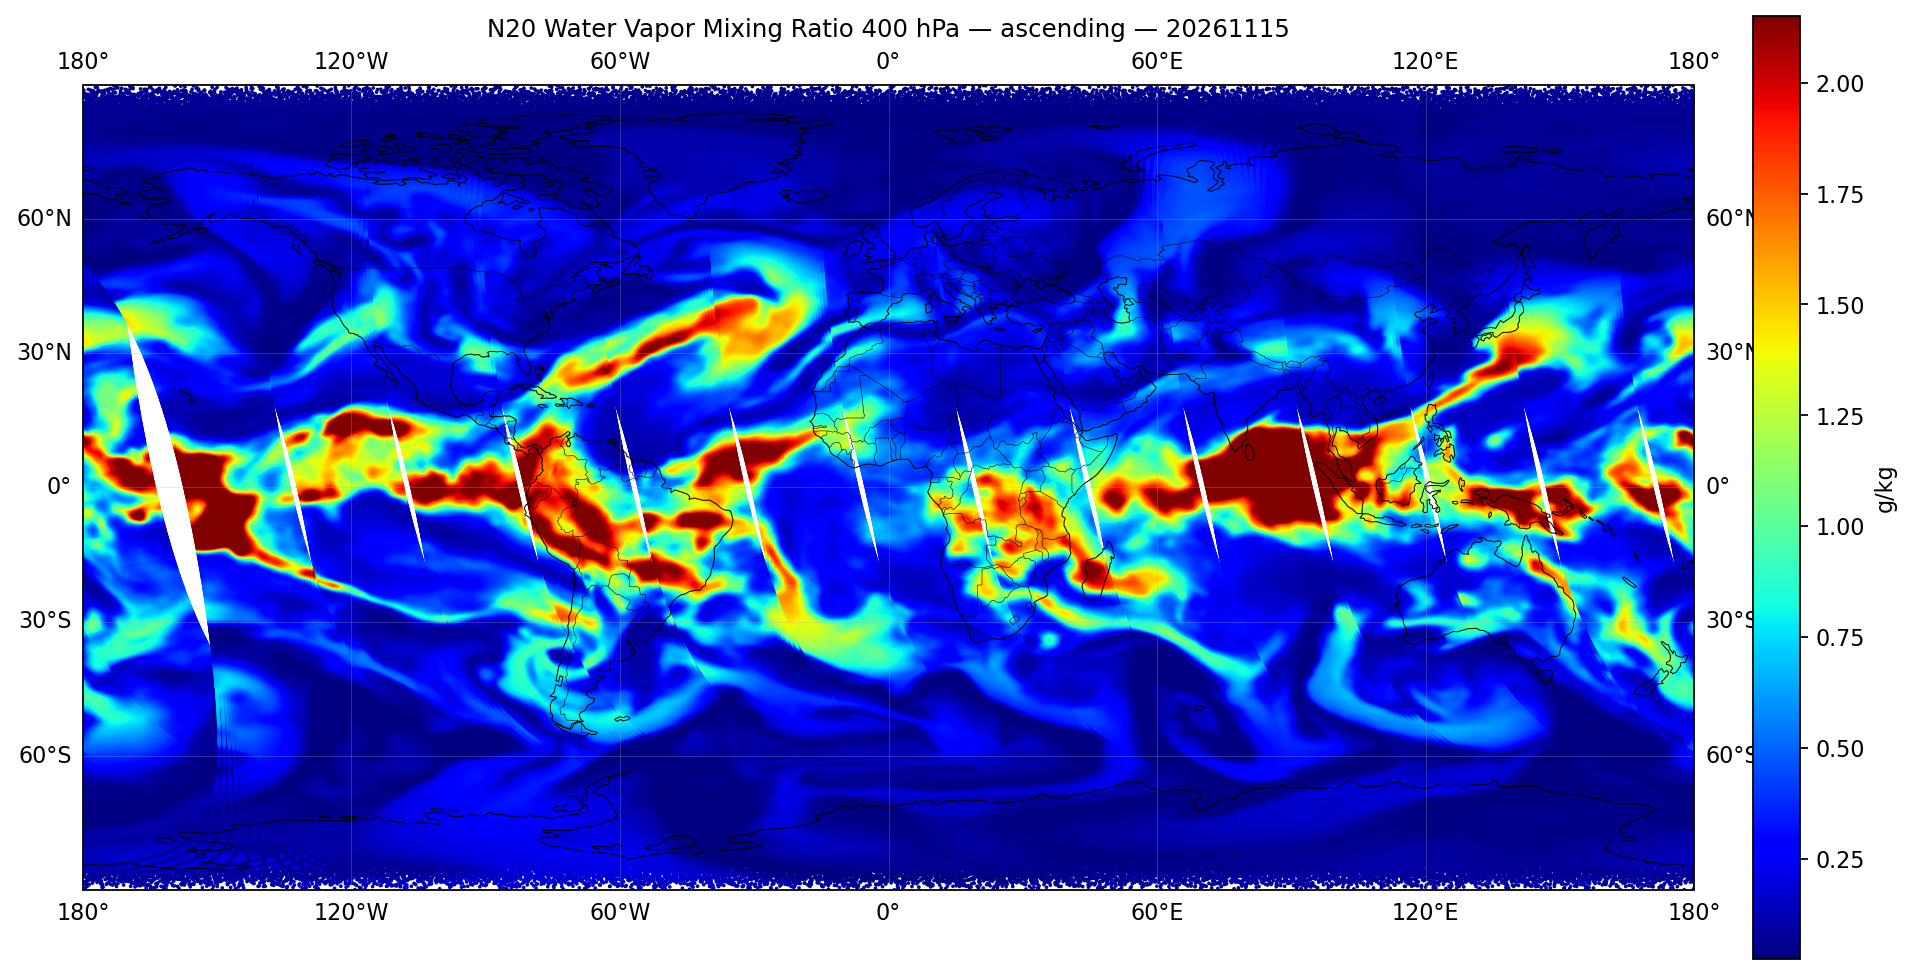 N20 Water Vapor Mixing Ratio 400 hPa — ascending — 20261115
180° 120°W 60°W 0° 60°E 120°E 180°
60°N 60°N
30°N 30°N
0° 0°
30°S 30°S
60°S 60°S
180° 120°W 60°W 0° 60°E 120°E 180°
2.00
1.75
1.50
1.25
1.00
0.75
0.50
0.25
g/kg